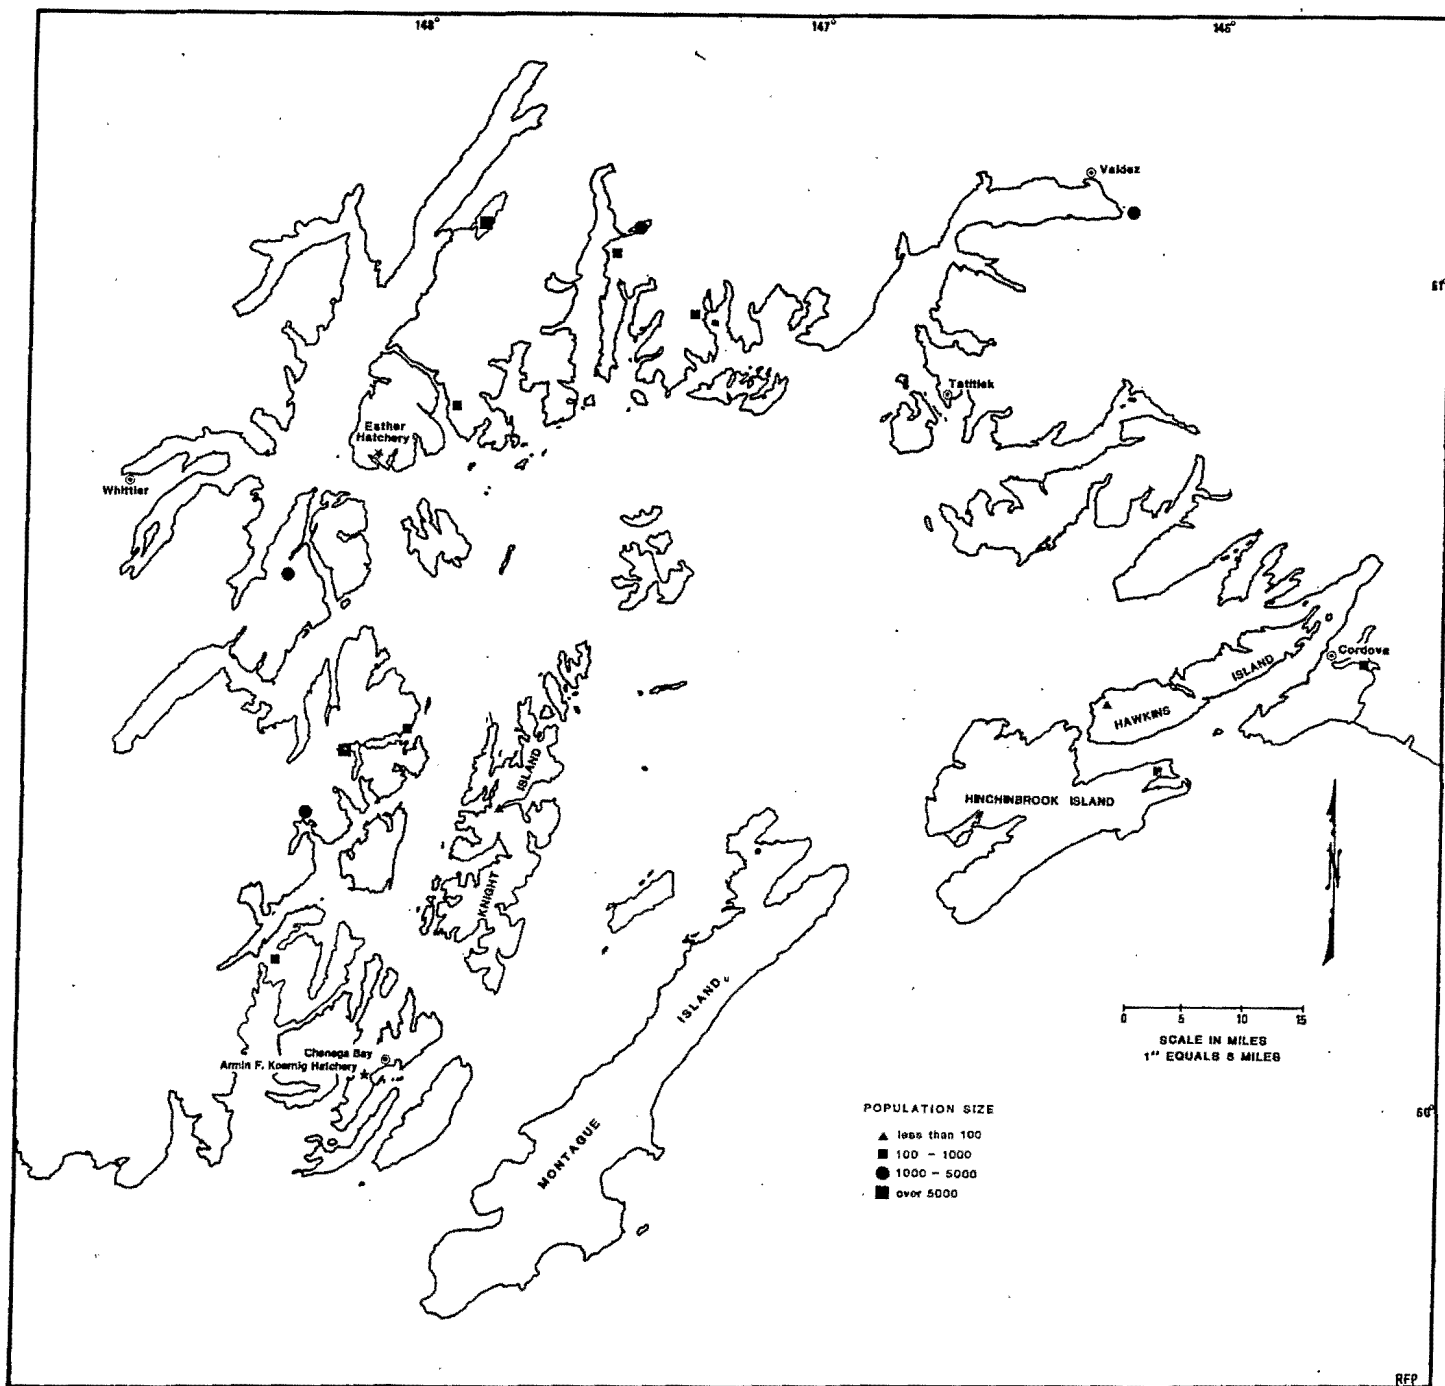 148°
147°
145°
Valdez
61°
Tatitlek
Esther
Hatchery
Whittier
Cordova
HAWKINS ISLAND
HINCHINBROOK ISLAND
KNIGHT ISLAND
MONTAGUE ISLAND
N
0 5 10 15
SCALE IN MILES
1" EQUALS 8 MILES
Chenega Bay
Armin F. Koernig Hatchery
60°
POPULATION SIZE
less than 100
100 - 1000
1000 - 5000
over 5000
RFP